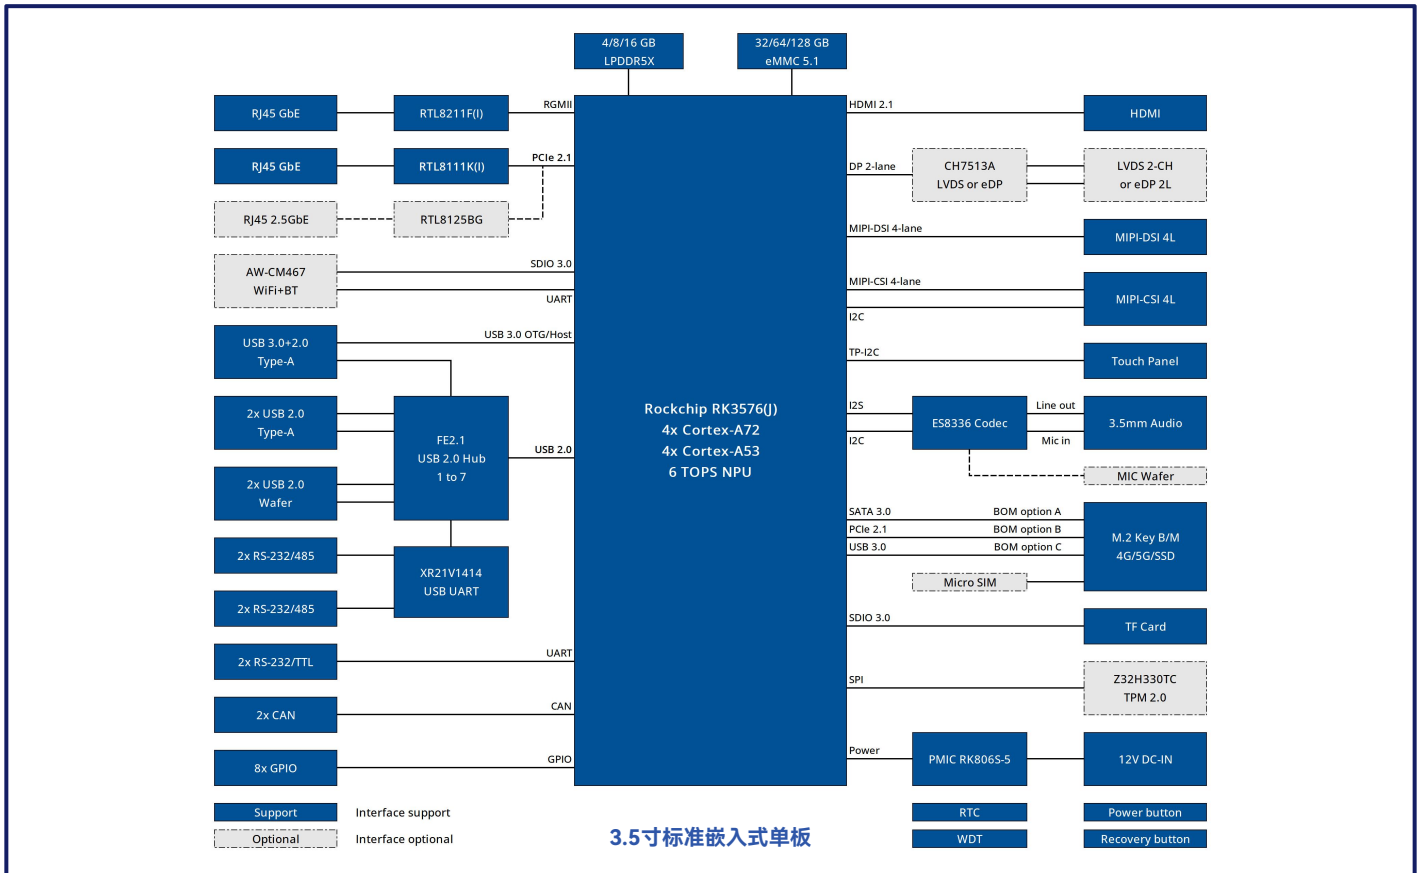 4/8/16 GB
LPDDR5X
32/64/128 GB
eMMC 5.1
RJ45 GbE
RTL8211F(I)
RGMII
HDMI 2.1
HDMI
RJ45 GbE
RTL8111K(I)
PCIe 2.1
DP 2-lane
CH7513A
LVDS or eDP
LVDS 2-CH
or eDP 2L
RJ45 2.5GbE
RTL8125BG
MIPI-DSI 4-lane
MIPI-DSI 4L
AW-CM467
WiFi+BT
SDIO 3.0
UART
MIPI-CSI 4-lane
I2C
MIPI-CSI 4L
USB 3.0+2.0
Type-A
USB 3.0 OTG/Host
TP-I2C
Touch Panel
2x USB 2.0
Type-A
FE2.1
USB 2.0 Hub
1 to 7
USB 2.0
Rockchip RK3576(J)
4x Cortex-A72
4x Cortex-A53
6 TOPS NPU
I2S
I2C
ES8336 Codec
Line out
Mic in
3.5mm Audio
MIC Wafer
2x USB 2.0
Wafer
SATA 3.0
BOM option A
PCIe 2.1
BOM option B
USB 3.0
BOM option C
M.2 Key B/M
4G/5G/SSD
2x RS-232/485
XR21V1414
USB UART
Micro SIM
2x RS-232/485
SDIO 3.0
TF Card
2x RS-232/TTL
UART
SPI
Z32H330TC
TPM 2.0
2x CAN
CAN
8x GPIO
GPIO
Power
PMIC RK806S-5
12V DC-IN
Support
Interface support
RTC
Power button
Optional
Interface optional
3.5寸标准嵌入式单板
WDT
Recovery button